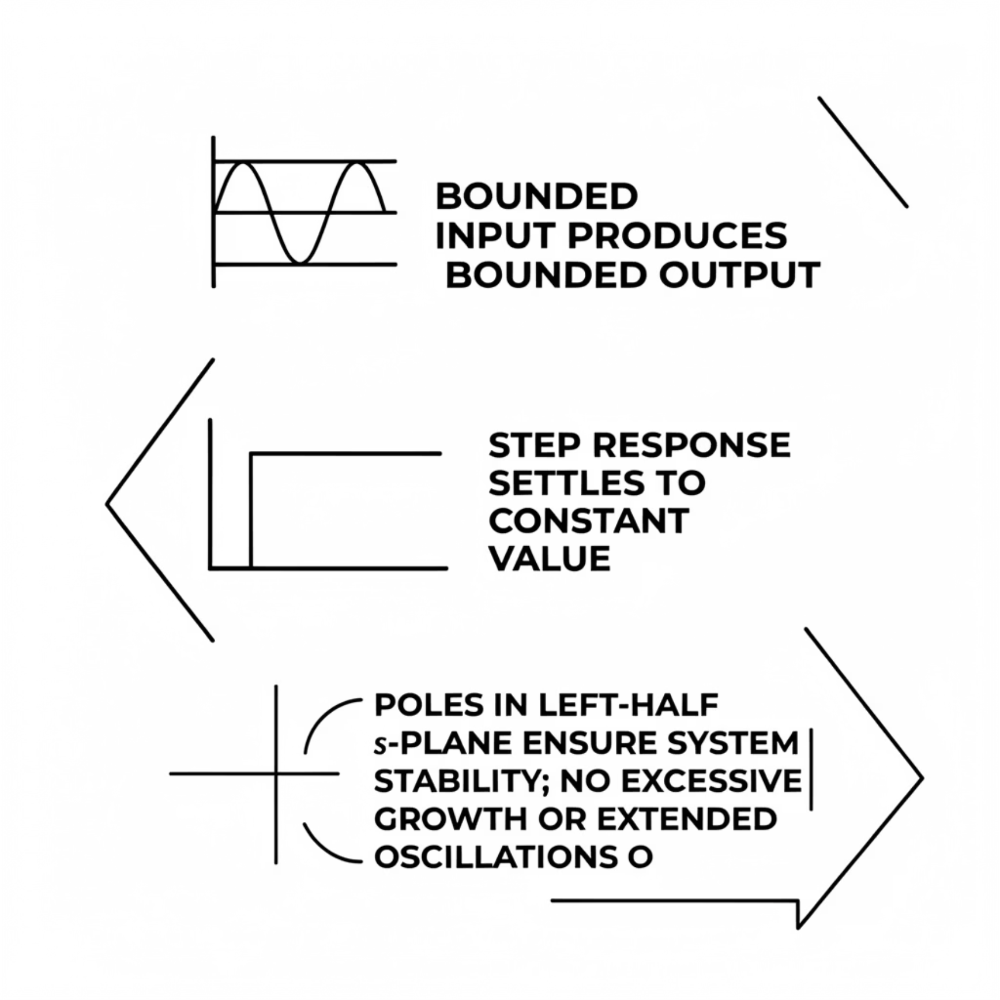 BOUNDED
INPUT PRODUCES
BOUNDED OUTPUT
STEP RESPONSE
SETTLES TO
CONSTANT
VALUE
POLES IN LEFT-HALF
s-PLANE ENSURE SYSTEM
STABILITY; NO EXCESSIVE
GROWTH OR EXTENDED
OSCILLATIONS O